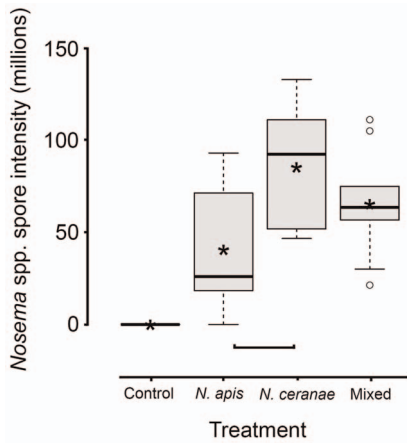 Nosema spp. spore intensity (millions)
150
100
50
0
* * * *
Control N. apis N. ceranae Mixed
Treatment